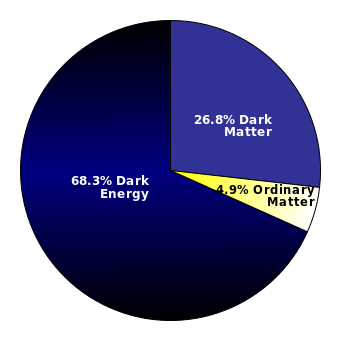 26.8% Dark
Matter
68.3% Dark
Energy
4.9% Ordinary
Matter